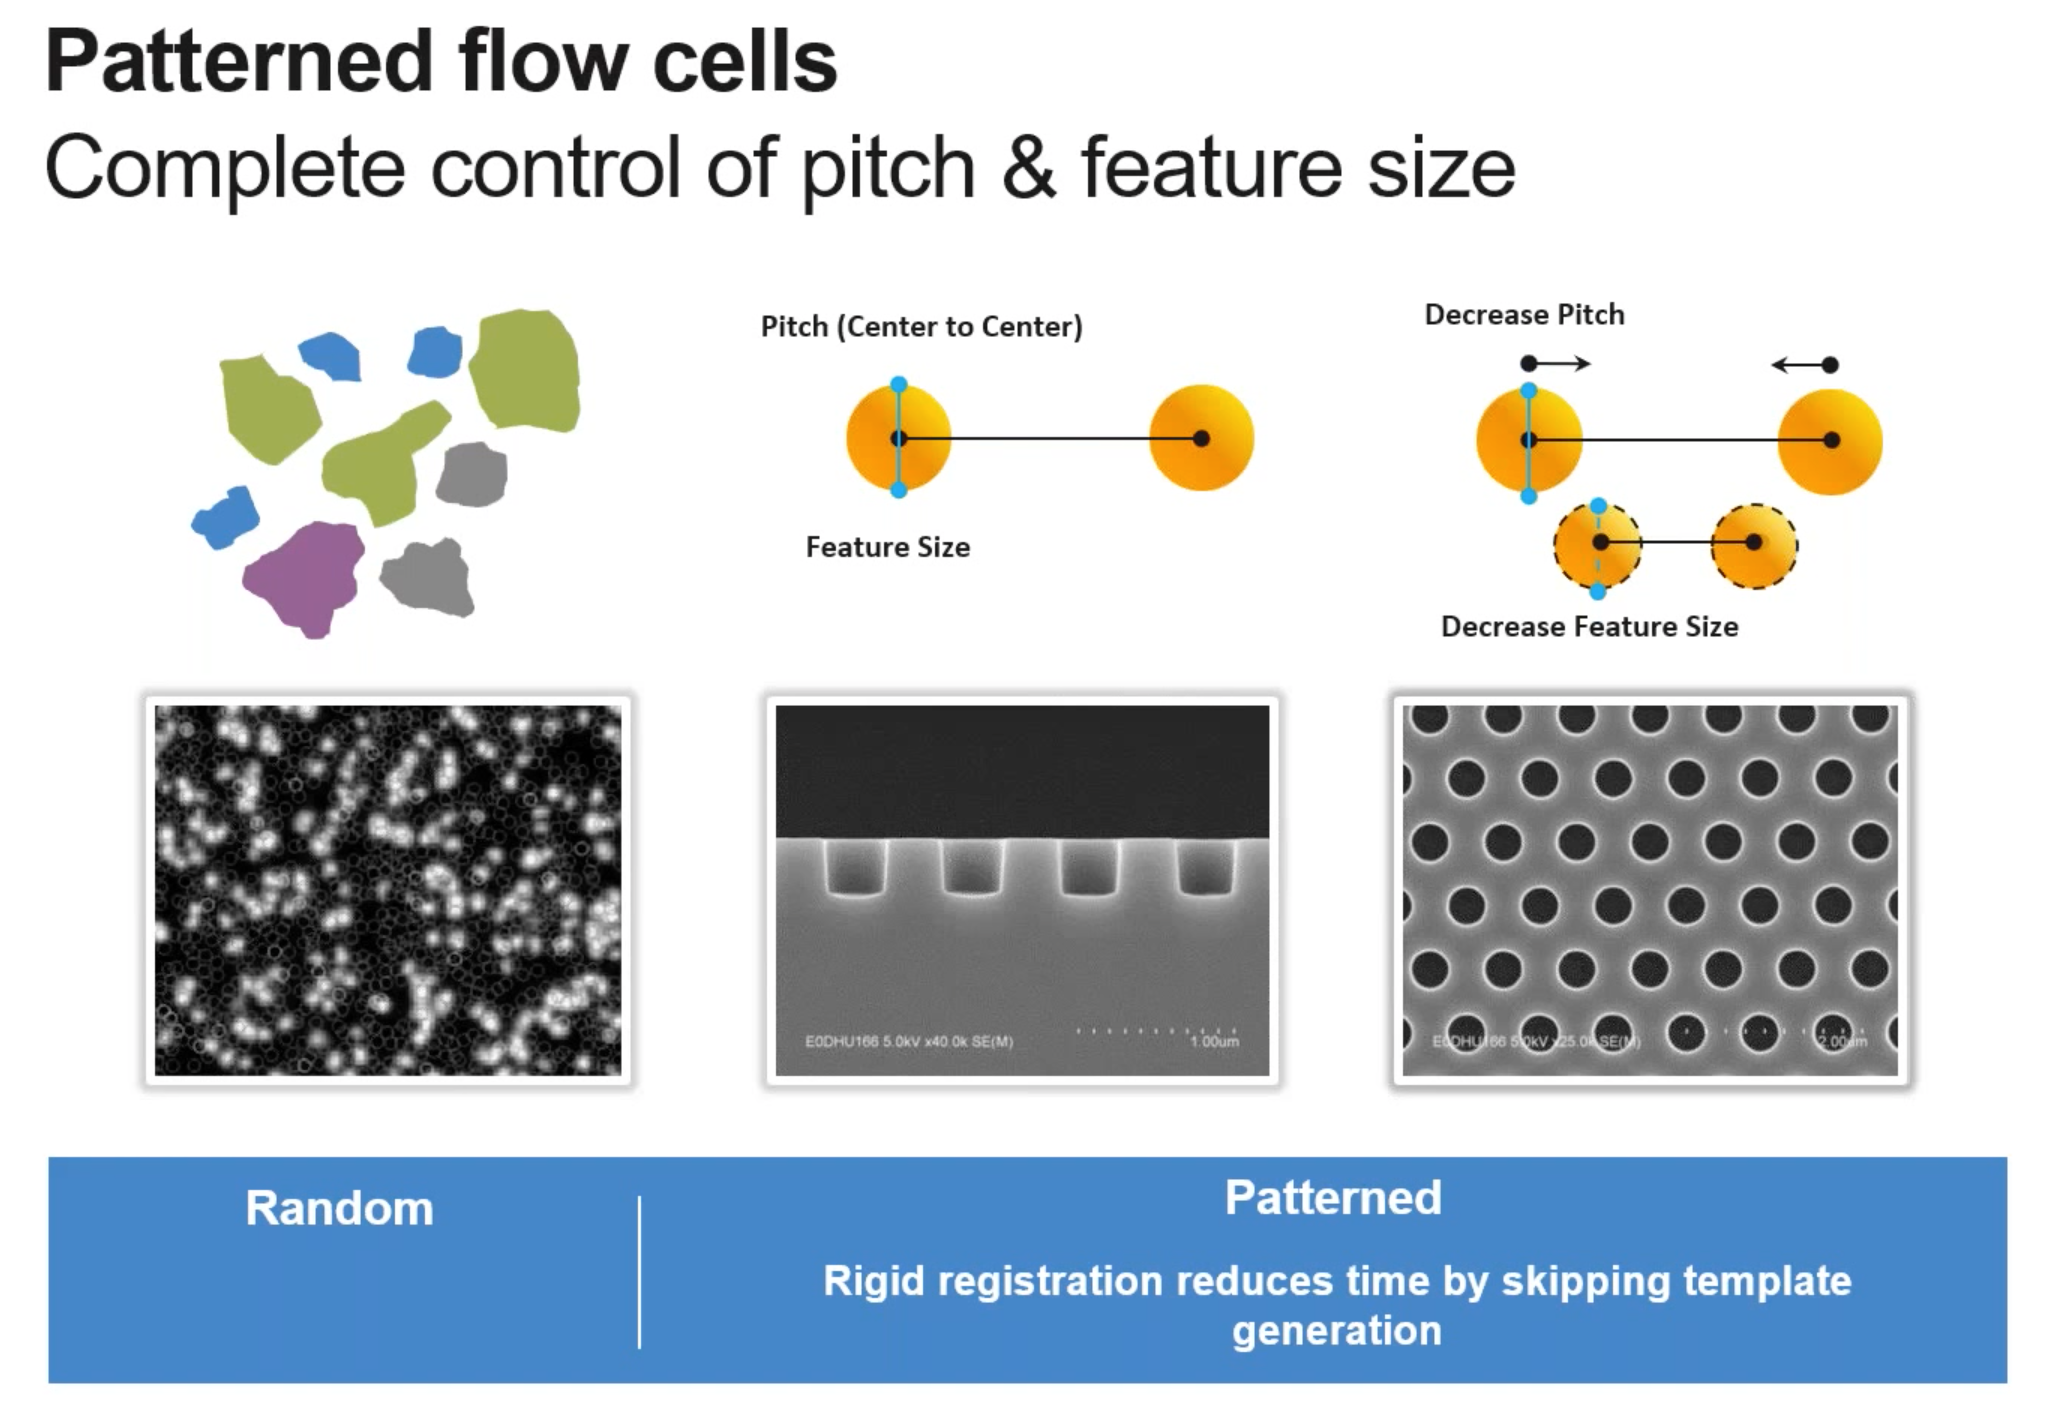 Patterned flow cells
Complete control of pitch & feature size
Pitch (Center to Center)
Feature Size
Decrease Pitch
Decrease Feature Size
E0DHU166 5.0kV x40.0k SE(M)
1.00um
E0DHU166 5.0kV x25.0k SE(M)
2.00um
Random
Patterned
Rigid registration reduces time by skipping template
generation